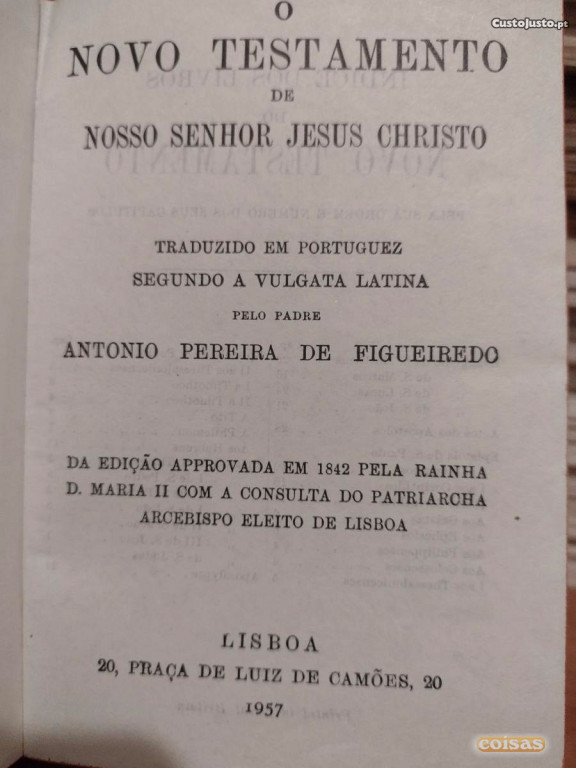 Custojusto.pt
O
NOVO TESTAMENTO
DE
NOSSO SENHOR JESUS CHRISTO
TRADUZIDO EM PORTUGUEZ
SEGUNDO A VULGATA LATINA
PELO PADRE
ANTONIO PEREIRA DE FIGUEIREDO
DA EDIÇÃO APPROVADA EM 1842 PELA RAINHA
D. MARIA II COM A CONSULTA DO PATRIARCHA
ARCEBISPO ELEITO DE LISBOA
LISBOA
20, PRAÇA DE LUIZ DE CAMÕES, 20
1957
coisas